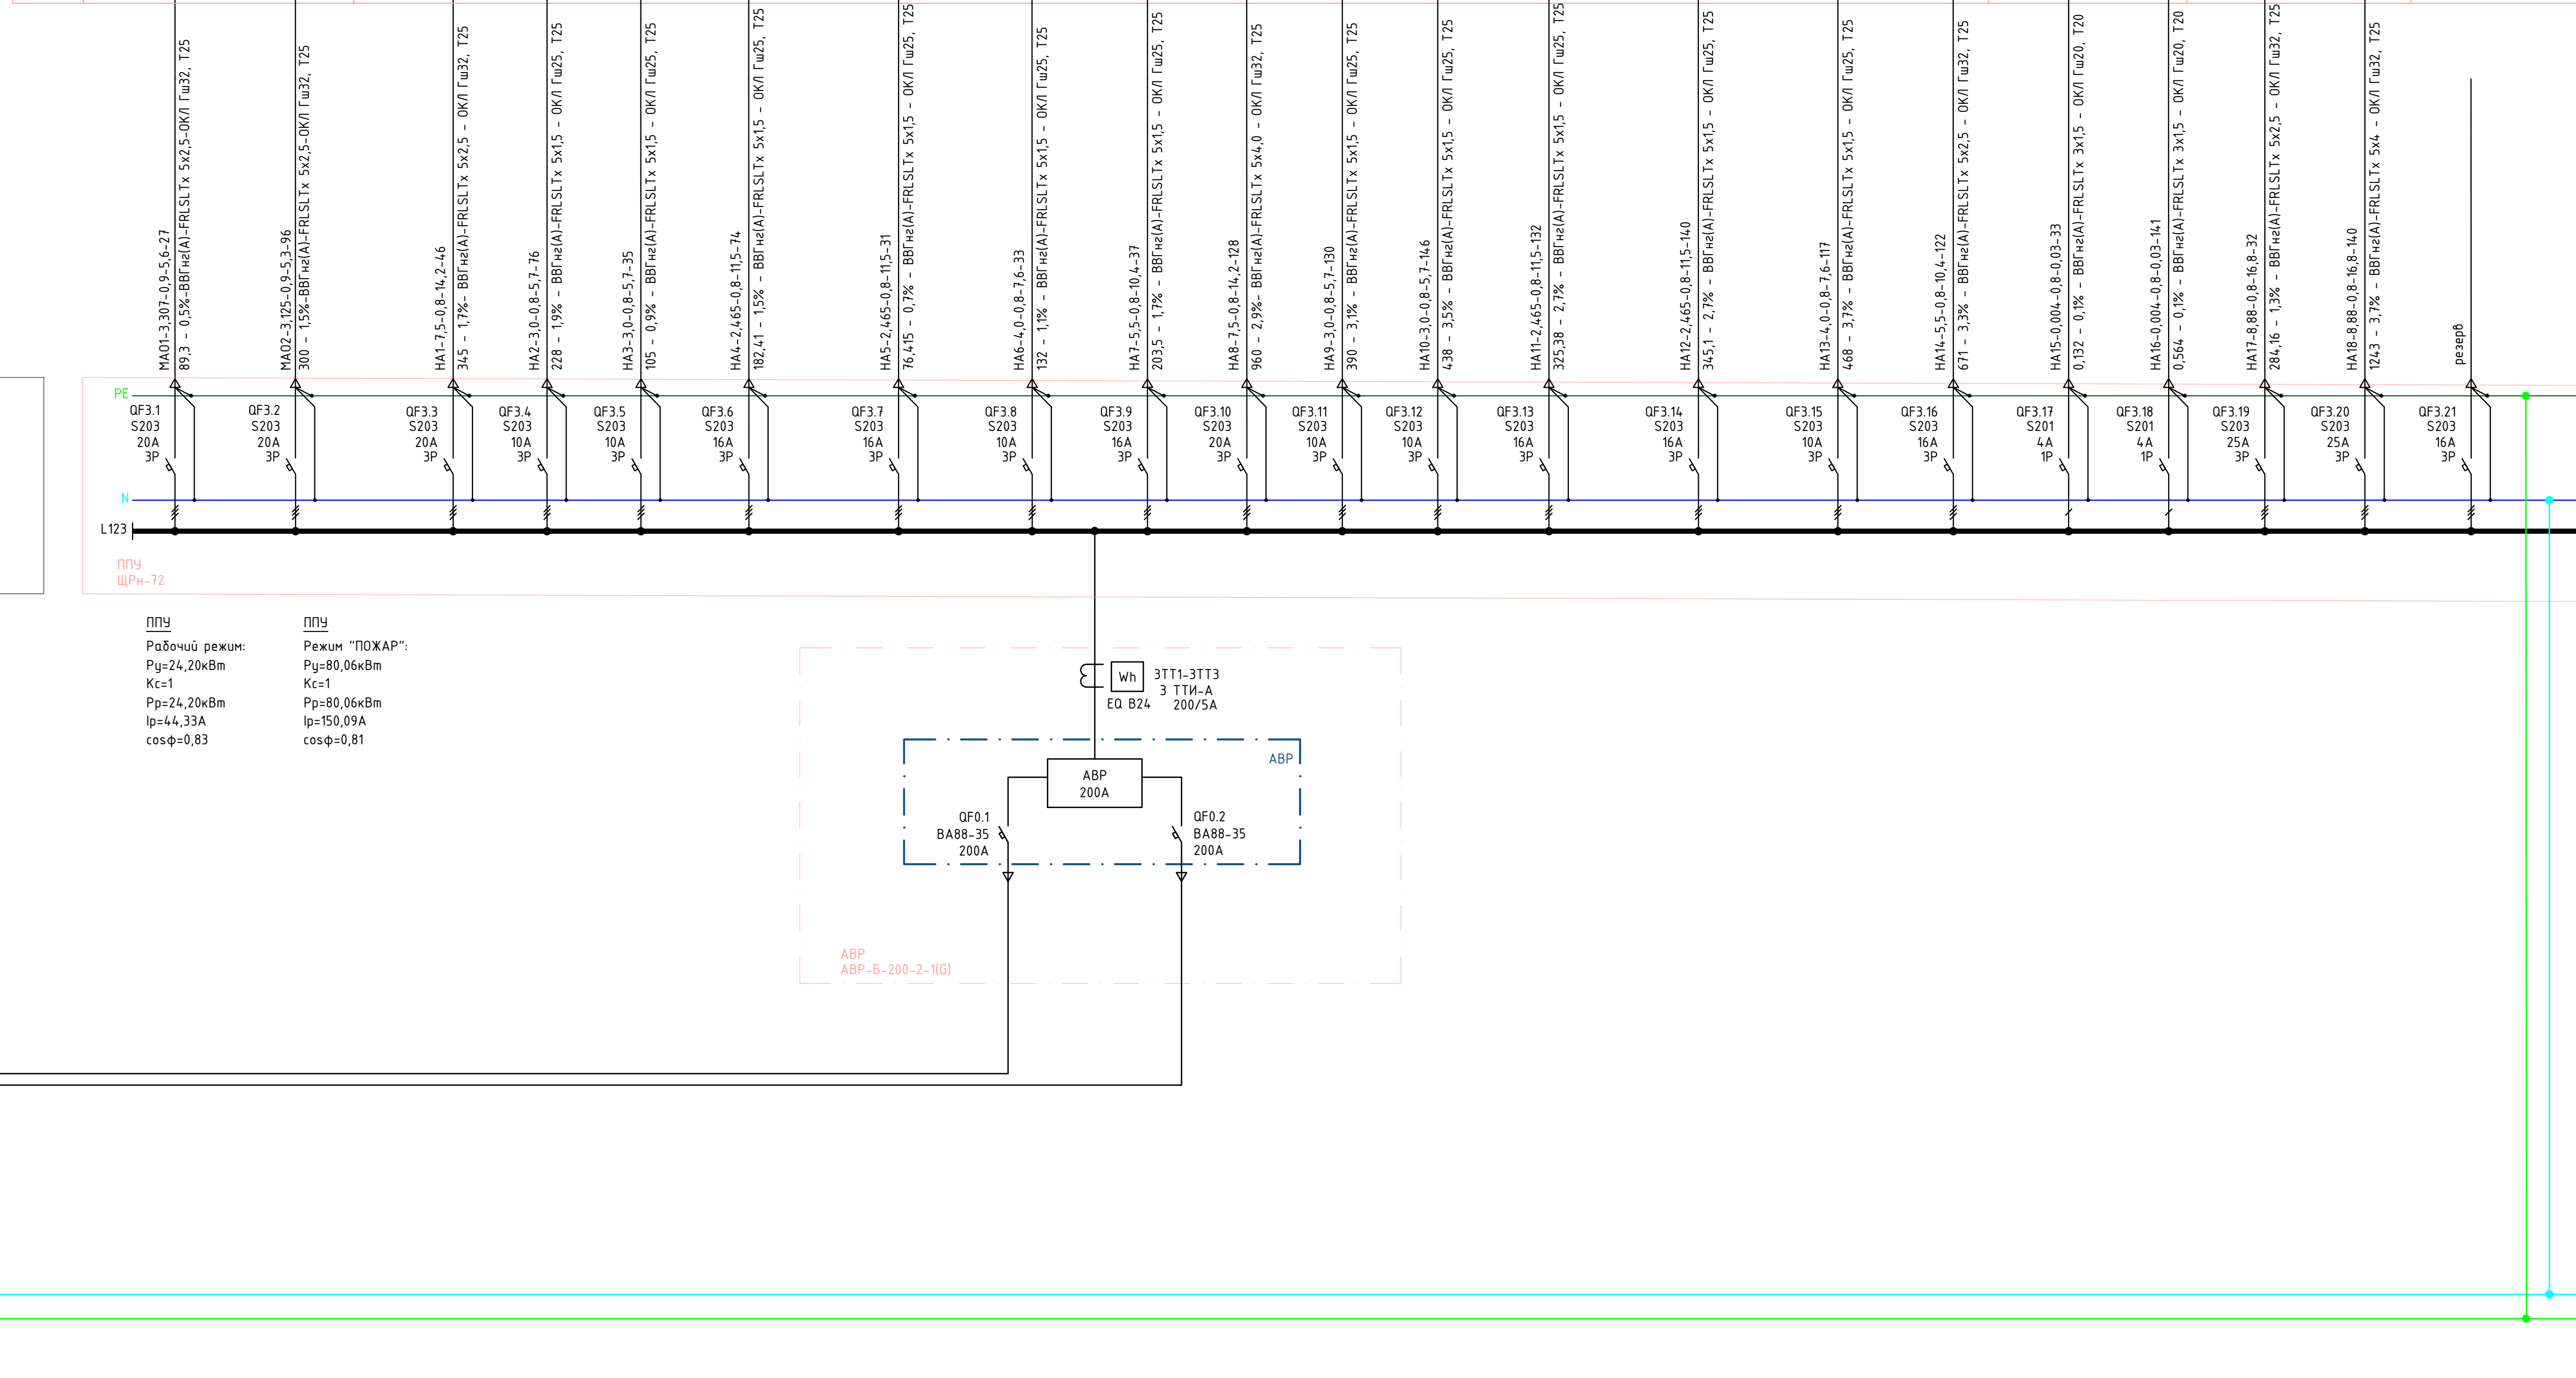 МАО1-3,307-0,9-5,6-27
89,3 - 0,5%-ВВГнг(А)-FRLSLTx 5x2,5-ОКЛ Гш32, Т25
МАО2-3,125-0,9-5,3-96
300 - 1,5%-ВВГнг(А)-FRLSLTx 5x2,5-ОКЛ Гш32, Т25
НА1-7,5-0,8-14,2-46
345 - 1,7%- ВВГнг(А)-FRLSLTx 5x2,5 - ОКЛ Гш32, Т25
НА2-3,0-0,8-5,7-76
228 - 1,9% - ВВГнг(А)-FRLSLTx 5x1,5 - ОКЛ Гш25, Т25
НА3-3,0-0,8-5,7-35
105 - 0,9% - ВВГнг(А)-FRLSLTx 5x1,5 - ОКЛ Гш25, Т25
НА4-2,465-0,8-11,5-74
182,41 - 1,5% - ВВГнг(А)-FRLSLTx 5x1,5 - ОКЛ Гш25, Т25
НА5-2,465-0,8-11,5-31
76,415 - 0,7% - ВВГнг(А)-FRLSLTx 5x1,5 - ОКЛ Гш25, Т25
НА6-4,0-0,8-7,6-33
132 - 1,1% - ВВГнг(А)-FRLSLTx 5x1,5 - ОКЛ Гш25, Т25
НА7-5,5-0,8-10,4-37
203,5 - 1,7% - ВВГнг(А)-FRLSLTx 5x1,5 - ОКЛ Гш25, Т25
НА8-7,5-0,8-14,2-128
960 - 2,9%- ВВГнг(А)-FRLSLTx 5x4,0 - ОКЛ Гш32, Т25
НА9-3,0-0,8-5,7-130
390 - 3,1% - ВВГнг(А)-FRLSLTx 5x1,5 - ОКЛ Гш25, Т25
НА10-3,0-0,8-5,7-146
438 - 3,5% - ВВГнг(А)-FRLSLTx 5x1,5 - ОКЛ Гш25, Т25
НА11-2,465-0,8-11,5-132
325,38 - 2,7% - ВВГнг(А)-FRLSLTx 5x1,5 - ОКЛ Гш25, Т25
НА12-2,465-0,8-11,5-140
345,1 - 2,7% - ВВГнг(А)-FRLSLTx 5x1,5 - ОКЛ Гш25, Т25
НА13-4,0-0,8-7,6-117
468 - 3,7% - ВВГнг(А)-FRLSLTx 5x1,5 - ОКЛ Гш25, Т25
НА14-5,5-0,8-10,4-122
671 - 3,3% - ВВГнг(А)-FRLSLTx 5x2,5 - ОКЛ Гш32, Т25
НА15-0,004-0,8-0,03-33
0,132 - 0,1% - ВВГнг(А)-FRLSLTx 3x1,5 - ОКЛ Гш20, Т20
НА16-0,004-0,8-0,03-141
0,564 - 0,1% - ВВГнг(А)-FRLSLTx 3x1,5 - ОКЛ Гш20, Т20
НА17-8,88-0,8-16,8-32
284,16 - 1,3% - ВВГнг(А)-FRLSLTx 5x2,5 - ОКЛ Гш32, Т25
НА18-8,88-0,8-16,8-140
1243 - 3,7% - ВВГнг(А)-FRLSLTx 5x4 - ОКЛ Гш32, Т25
резерв
PE
QF3.1
S203
20A
3P
QF3.2
S203
20A
3P
QF3.3
S203
20A
3P
QF3.4
S203
10A
3P
QF3.5
S203
10A
3P
QF3.6
S203
16A
3P
QF3.7
S203
16A
3P
QF3.8
S203
10A
3P
QF3.9
S203
16A
3P
QF3.10
S203
20A
3P
QF3.11
S203
10A
3P
QF3.12
S203
10A
3P
QF3.13
S203
16A
3P
QF3.14
S203
16A
3P
QF3.15
S203
10A
3P
QF3.16
S203
16A
3P
QF3.17
S201
4A
1P
QF3.18
S201
4A
1P
QF3.19
S203
25A
3P
QF3.20
S203
25A
3P
QF3.21
S203
16A
3P
N
L123
ППУ
ЩРн-72
ППУ
Рабочий режим:
Ру=24,20кВт
Кс=1
Рр=24,20кВт
Iр=44,33А
cosφ=0,83
ППУ
Режим "ПОЖАР":
Ру=80,06кВт
Кс=1
Рр=80,06кВт
Iр=150,09А
cosφ=0,81
Wh
3ТТ1-3ТТ3
3 ТТИ-А
EQ B24 200/5А
АВР
АВР
200А
QF0.1
ВА88-35
200А
QF0.2
ВА88-35
200А
АВР
АВР-Б-200-2-1(G)